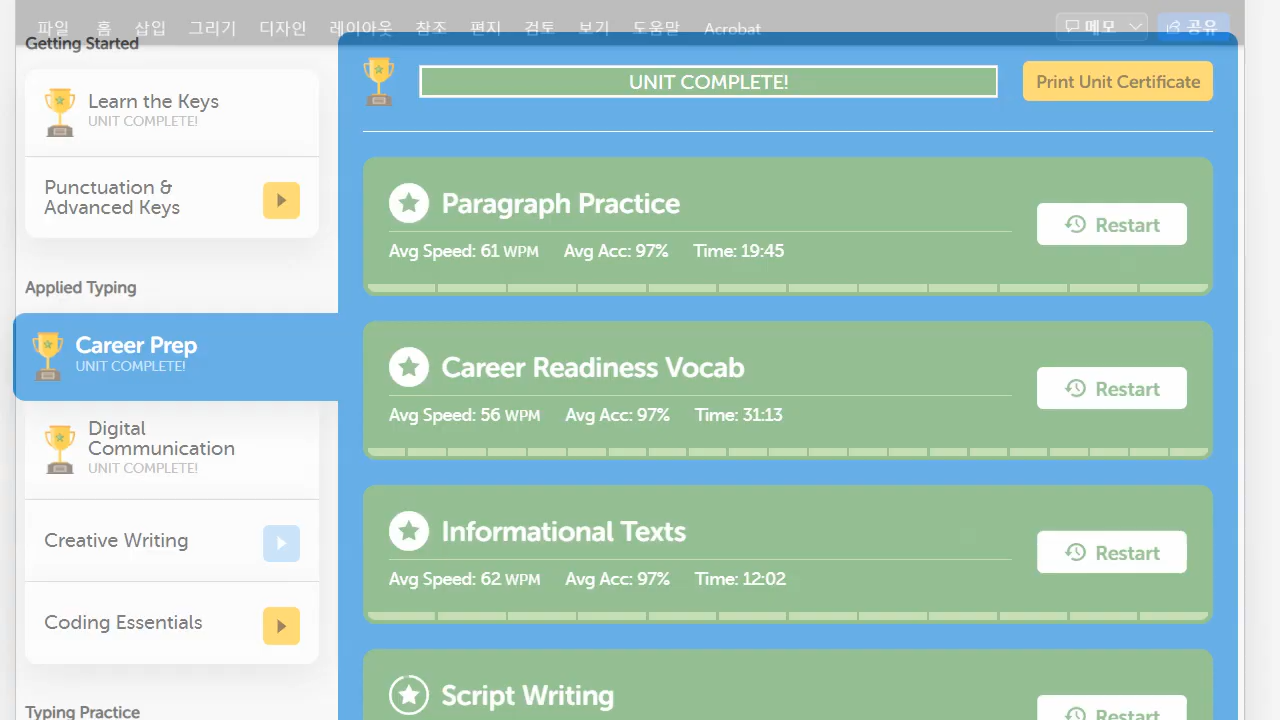 파일 홈 삽입 그리기 디자인 레이아웃 참조 편지 검토 보기 도움말 Acrobat 메모 공유
Getting Started
Learn the Keys
UNIT COMPLETE!
Punctuation &
Advanced Keys
Applied Typing
Career Prep
UNIT COMPLETE!
Digital
Communication
UNIT COMPLETE!
Creative Writing
Coding Essentials
Typing Practice
UNIT COMPLETE!
Print Unit Certificate
Paragraph Practice
Avg Speed: 61 WPM Avg Acc: 97% Time: 19:45
Restart
Career Readiness Vocab
Avg Speed: 56 WPM Avg Acc: 97% Time: 31:13
Restart
Informational Texts
Avg Speed: 62 WPM Avg Acc: 97% Time: 12:02
Restart
Script Writing
Restart